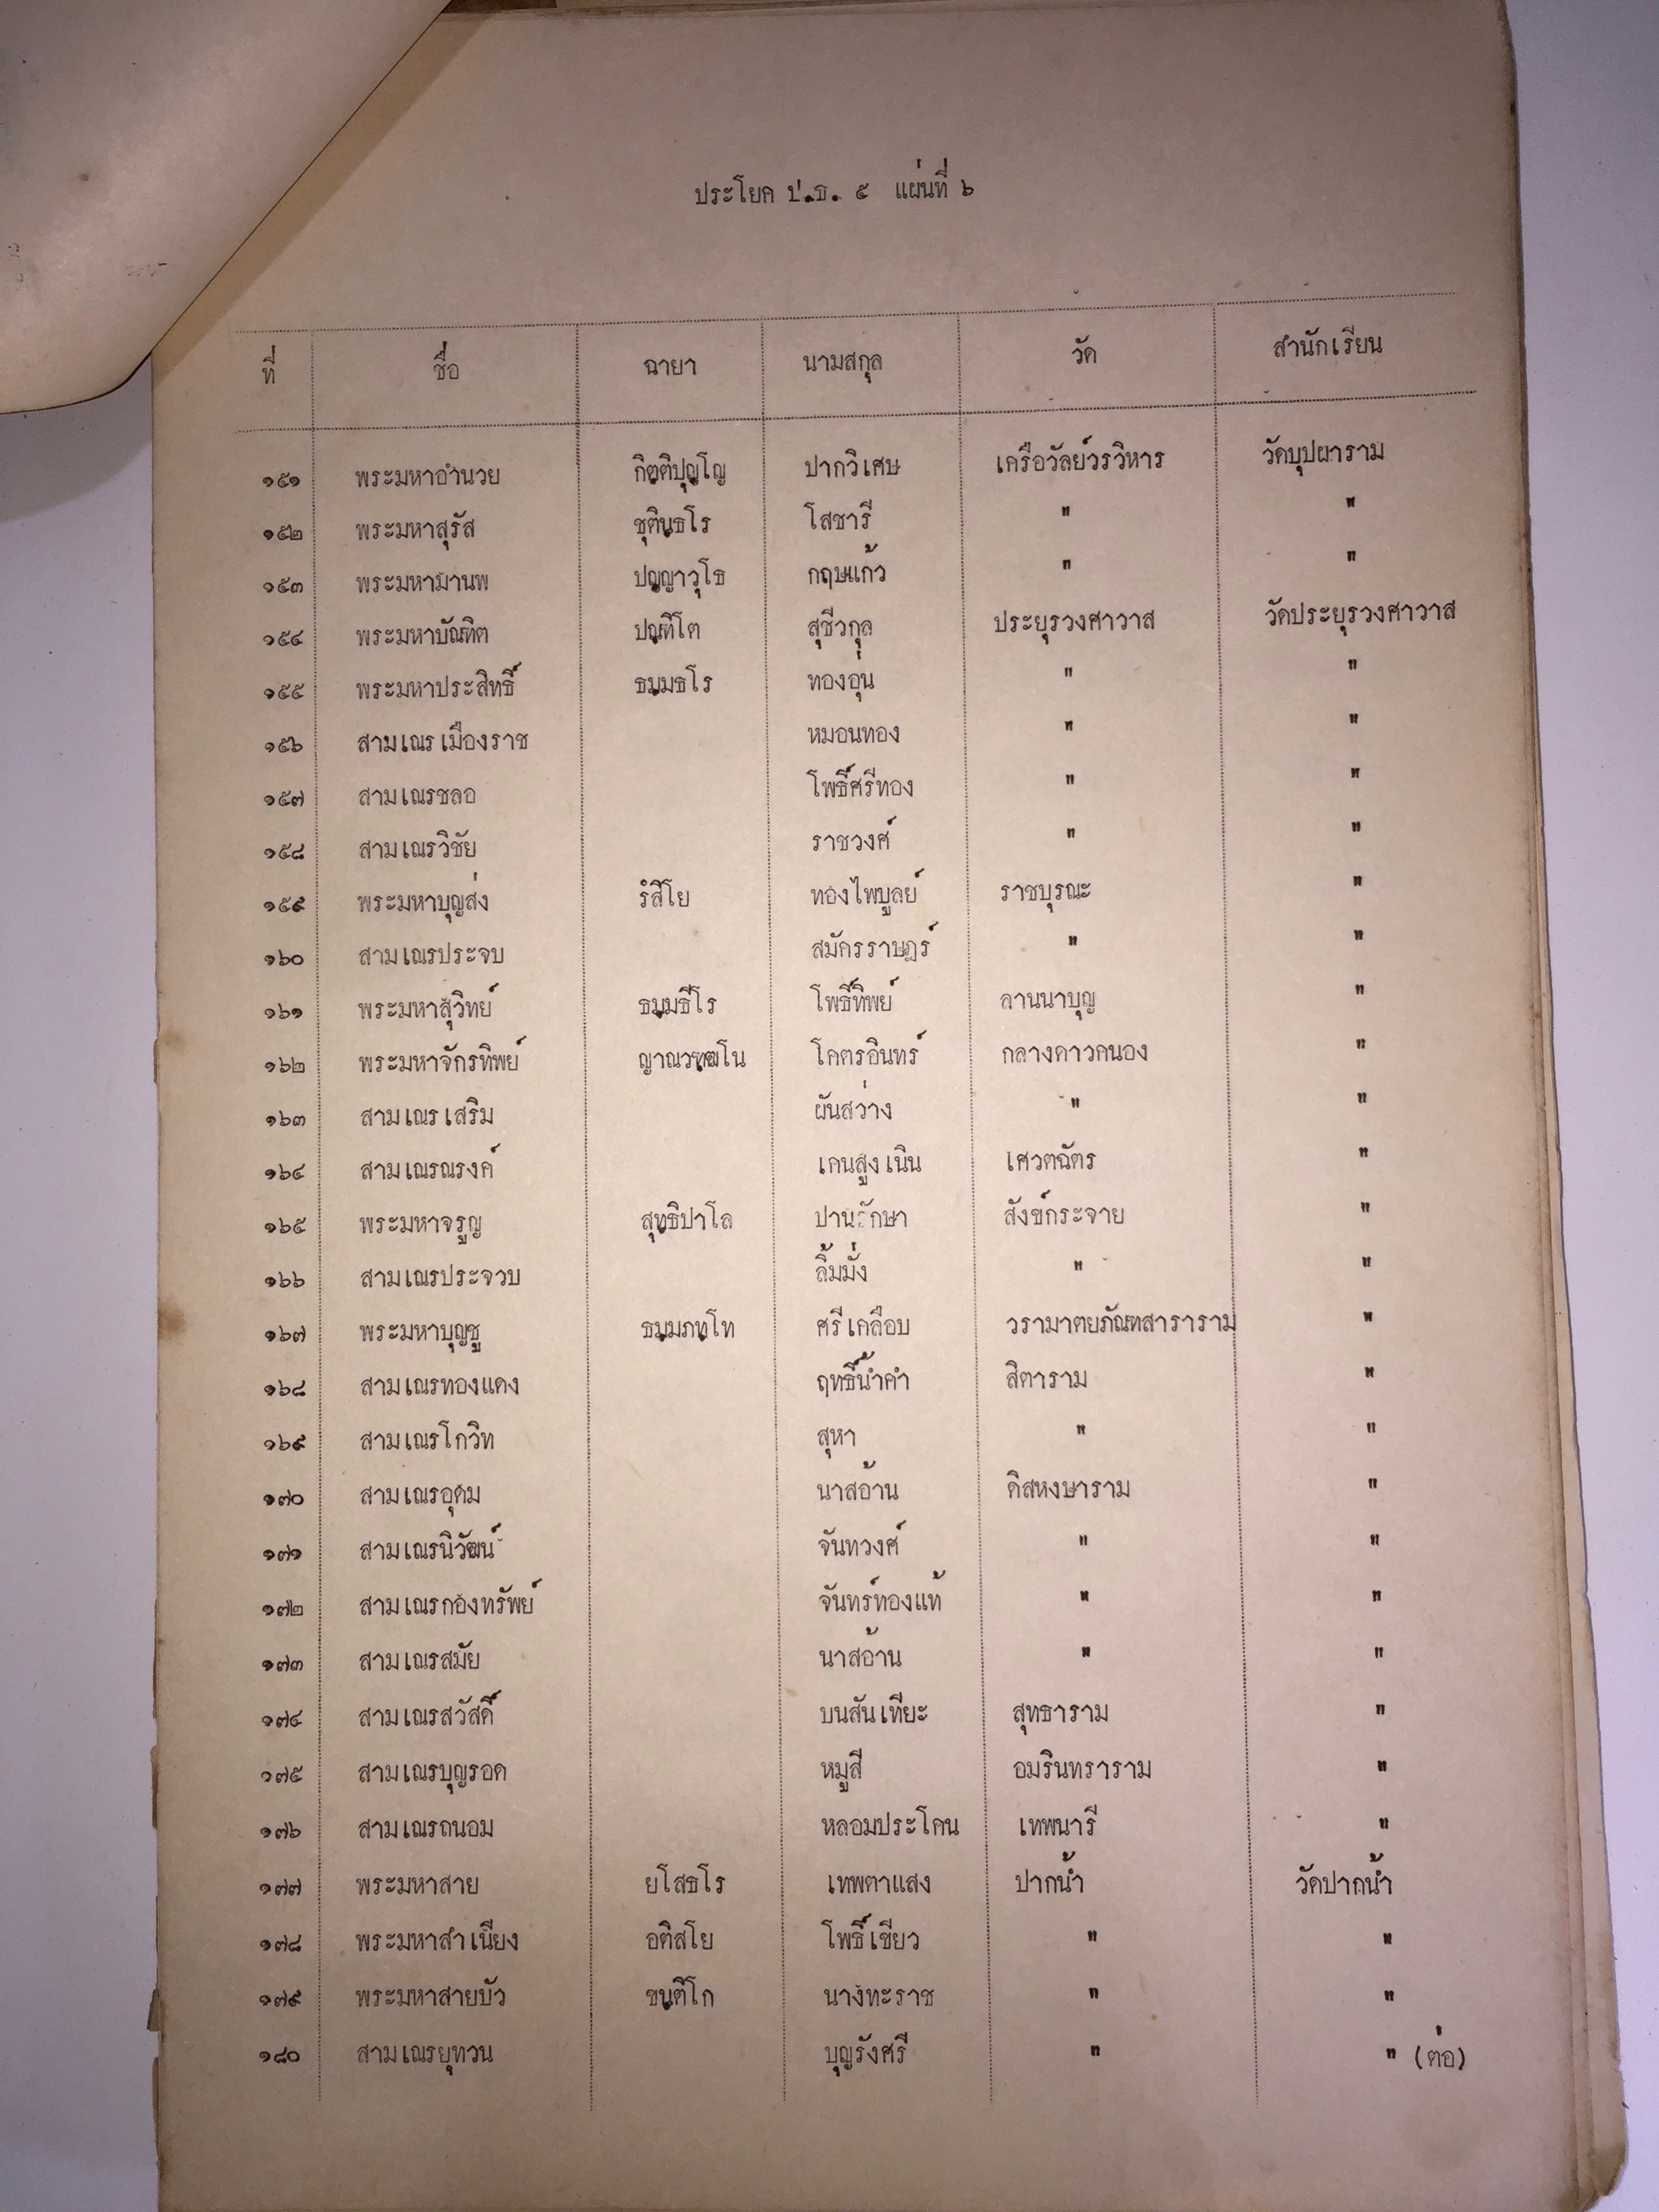 ประโยค ป.ธ. ๕ แผ่นที่ ๖
ที่ ชื่อ ฉายา นามสกุล วัด สำนักเรียน
๑๕๑ พระมหาอำนวย กิตฺติปุญฺโญ ปากวิเศษ เครือวัลย์วรวิหาร วัดบุปผาราม
๑๕๒ พระมหาสุรัส ชุตินฺธโร โสชารี " "
๑๕๓ พระมหามานพ ปญฺญาวุโธ กฤษแก้ว " "
๑๕๔ พระมหาบัณฑิต ปณฺฑิโต สุชีวกุล ประยุรวงศาวาส วัดประยุรวงศาวาส
๑๕๕ พระมหาประสิทธิ์ ธมฺมธโร ทองอุ่น " "
๑๕๖ สามเณรเมืองราช หมอนทอง " "
๑๕๗ สามเณรชลอ โพธิ์ศรีทอง " "
๑๕๘ สามเณรวิชัย ราชวงศ์ " "
๑๕๙ พระมหาบุญส่ง รํสิโย ทองไพบูลย์ ราชบุรณะ "
๑๖๐ สามเณรประจบ สมัครราษฎร์ " "
๑๖๑ พระมหาสุวิทย์ ธมฺมธีโร โพธิ์ทิพย์ ลานนาบุญ "
๑๖๒ พระมหาจักรทิพย์ ญาณวฑฺฒโน โคตรอินทร์ กลางดาวคนอง "
๑๖๓ สามเณรเสริม ผันสว่าง " "
๑๖๔ สามเณรณรงค์ เดนสูงเนิน เศวตฉัตร "
๑๖๕ พระมหาจรูญ สุทฺธิปาโล ปานรักษา สังข์กระจาย "
๑๖๖ สามเณรประจวบ ลิ้มมั่ง " "
๑๖๗ พระมหาบุญชู ธมฺมภทฺโท ศรีเคลือบ วรามาตยภัณฑสาราราม "
๑๖๘ สามเณรทองแดง ฤทธิ์น้ำคำ สิตาราม "
๑๖๙ สามเณรโกวิท สุหา " "
๑๗๐ สามเณรอุดม นาสอ้าน ดิสหงษาราม "
๑๗๑ สามเณรนิวัฒน์ จันทวงศ์ " "
๑๗๒ สามเณรกองทรัพย์ จันทร์ทองแท้ " "
๑๗๓ สามเณรสมัย นาสอ้าน " "
๑๗๔ สามเณรสวัสดิ์ บนสันเทียะ สุทธาราม "
๑๗๕ สามเณรบุญรอด หมูสี อมรินทราราม "
๑๗๖ สามเณรถนอม หลอมประโคน เทพนารี "
๑๗๗ พระมหาสาย ยโสธโร เทพตาแสง ปากน้ำ วัดปากน้ำ
๑๗๘ พระมหาสำเนียง อติสโย โพธิ์เขียว " "
๑๗๙ พระมหาสายบัว ขนฺติโก นางทะราช " "
๑๘๐ สามเณรยุทวน บุญรังศรี " " (ต่อ)